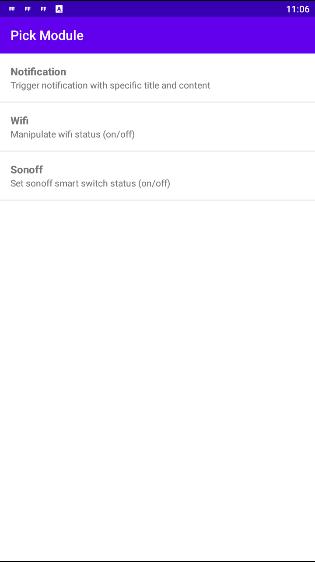 11:06
Pick Module
Notification
Trigger notification with specific title and content
Wifi
Manipulate wifi status (on/off)
Sonoff
Set sonoff smart switch status (on/off)